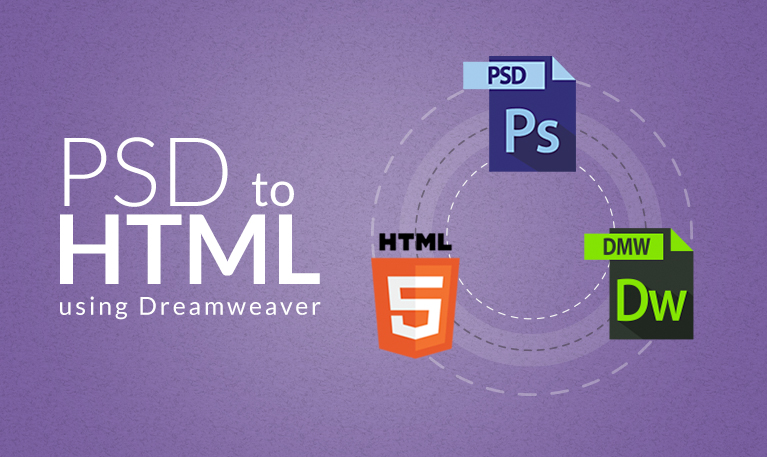 PSD to
HTML
using Dreamweaver
PSD
Ps
HTML
5
DMW
Dw